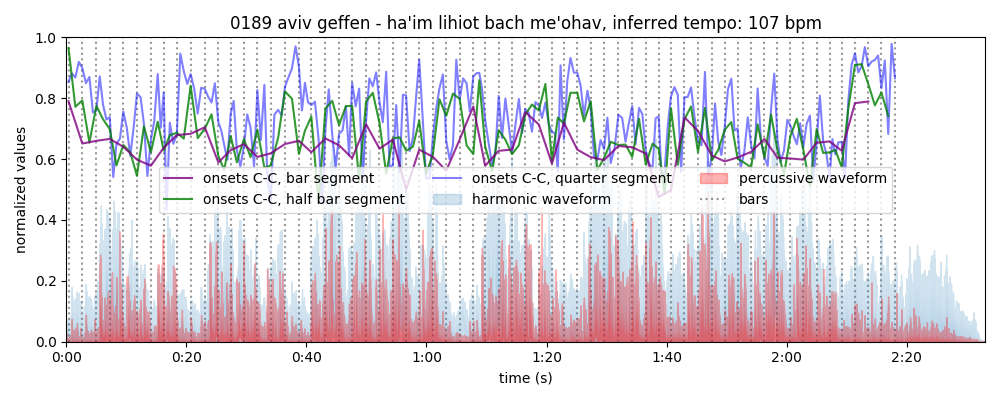 0189 aviv geffen - ha'im lihiot bach me'ohav, inferred tempo: 107 bpm
normalized values
1.0
0.8
0.6
0.4
0.2
0.0
onsets C-C, bar segment
onsets C-C, half bar segment
onsets C-C, quarter segment
harmonic waveform
percussive waveform
bars
0:00 0:20 0:40 1:00 1:20 1:40 2:00 2:20
time (s)